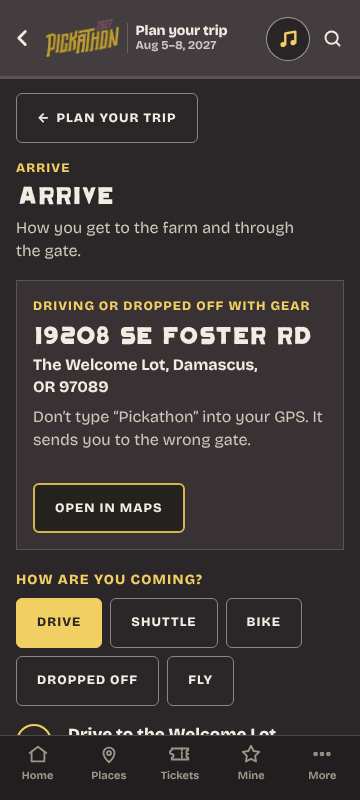 2027
PICKATHON
Plan your trip
Aug 5–8, 2027
← PLAN YOUR TRIP
ARRIVE
ARRIVE
How you get to the farm and through
the gate.
DRIVING OR DROPPED OFF WITH GEAR
19208 SE FOSTER RD
The Welcome Lot, Damascus,
OR 97089
Don't type “Pickathon” into your GPS. It
sends you to the wrong gate.
OPEN IN MAPS
HOW ARE YOU COMING?
DRIVE
SHUTTLE
BIKE
DROPPED OFF
FLY
Drive to the Welcome Lot
Home
Places
Tickets
Mine
More